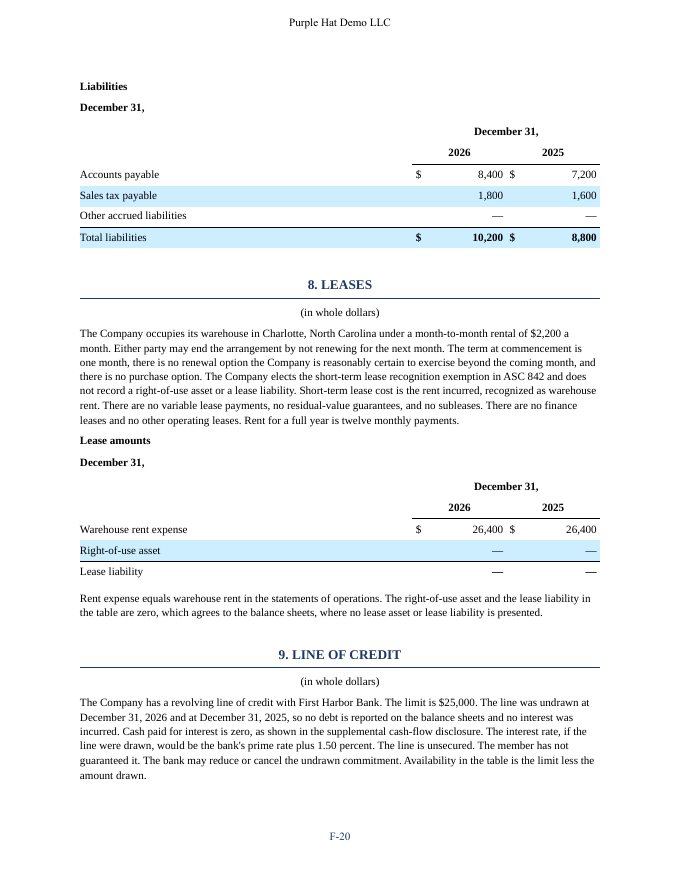 Purple Hat Demo LLC
Liabilities
December 31,
December 31,
2026 2025
Accounts payable $ 8,400 $ 7,200
Sales tax payable 1,800 1,600
Other accrued liabilities — —
Total liabilities $ 10,200 $ 8,800
8. LEASES
(in whole dollars)
The Company occupies its warehouse in Charlotte, North Carolina under a month-to-month rental of $2,200 a
month. Either party may end the arrangement by not renewing for the next month. The term at commencement is
one month, there is no renewal option the Company is reasonably certain to exercise beyond the coming month, and
there is no purchase option. The Company elects the short-term lease recognition exemption in ASC 842 and does
not record a right-of-use asset or a lease liability. Short-term lease cost is the rent incurred, recognized as warehouse
rent. There are no variable lease payments, no residual-value guarantees, and no subleases. There are no finance
leases and no other operating leases. Rent for a full year is twelve monthly payments.
Lease amounts
December 31,
December 31,
2026 2025
Warehouse rent expense $ 26,400 $ 26,400
Right-of-use asset — —
Lease liability — —
Rent expense equals warehouse rent in the statements of operations. The right-of-use asset and the lease liability in
the table are zero, which agrees to the balance sheets, where no lease asset or lease liability is presented.
9. LINE OF CREDIT
(in whole dollars)
The Company has a revolving line of credit with First Harbor Bank. The limit is $25,000. The line was undrawn at
December 31, 2026 and at December 31, 2025, so no debt is reported on the balance sheets and no interest was
incurred. Cash paid for interest is zero, as shown in the supplemental cash-flow disclosure. The interest rate, if the
line were drawn, would be the bank's prime rate plus 1.50 percent. The line is unsecured. The member has not
guaranteed it. The bank may reduce or cancel the undrawn commitment. Availability in the table is the limit less the
amount drawn.
F-20